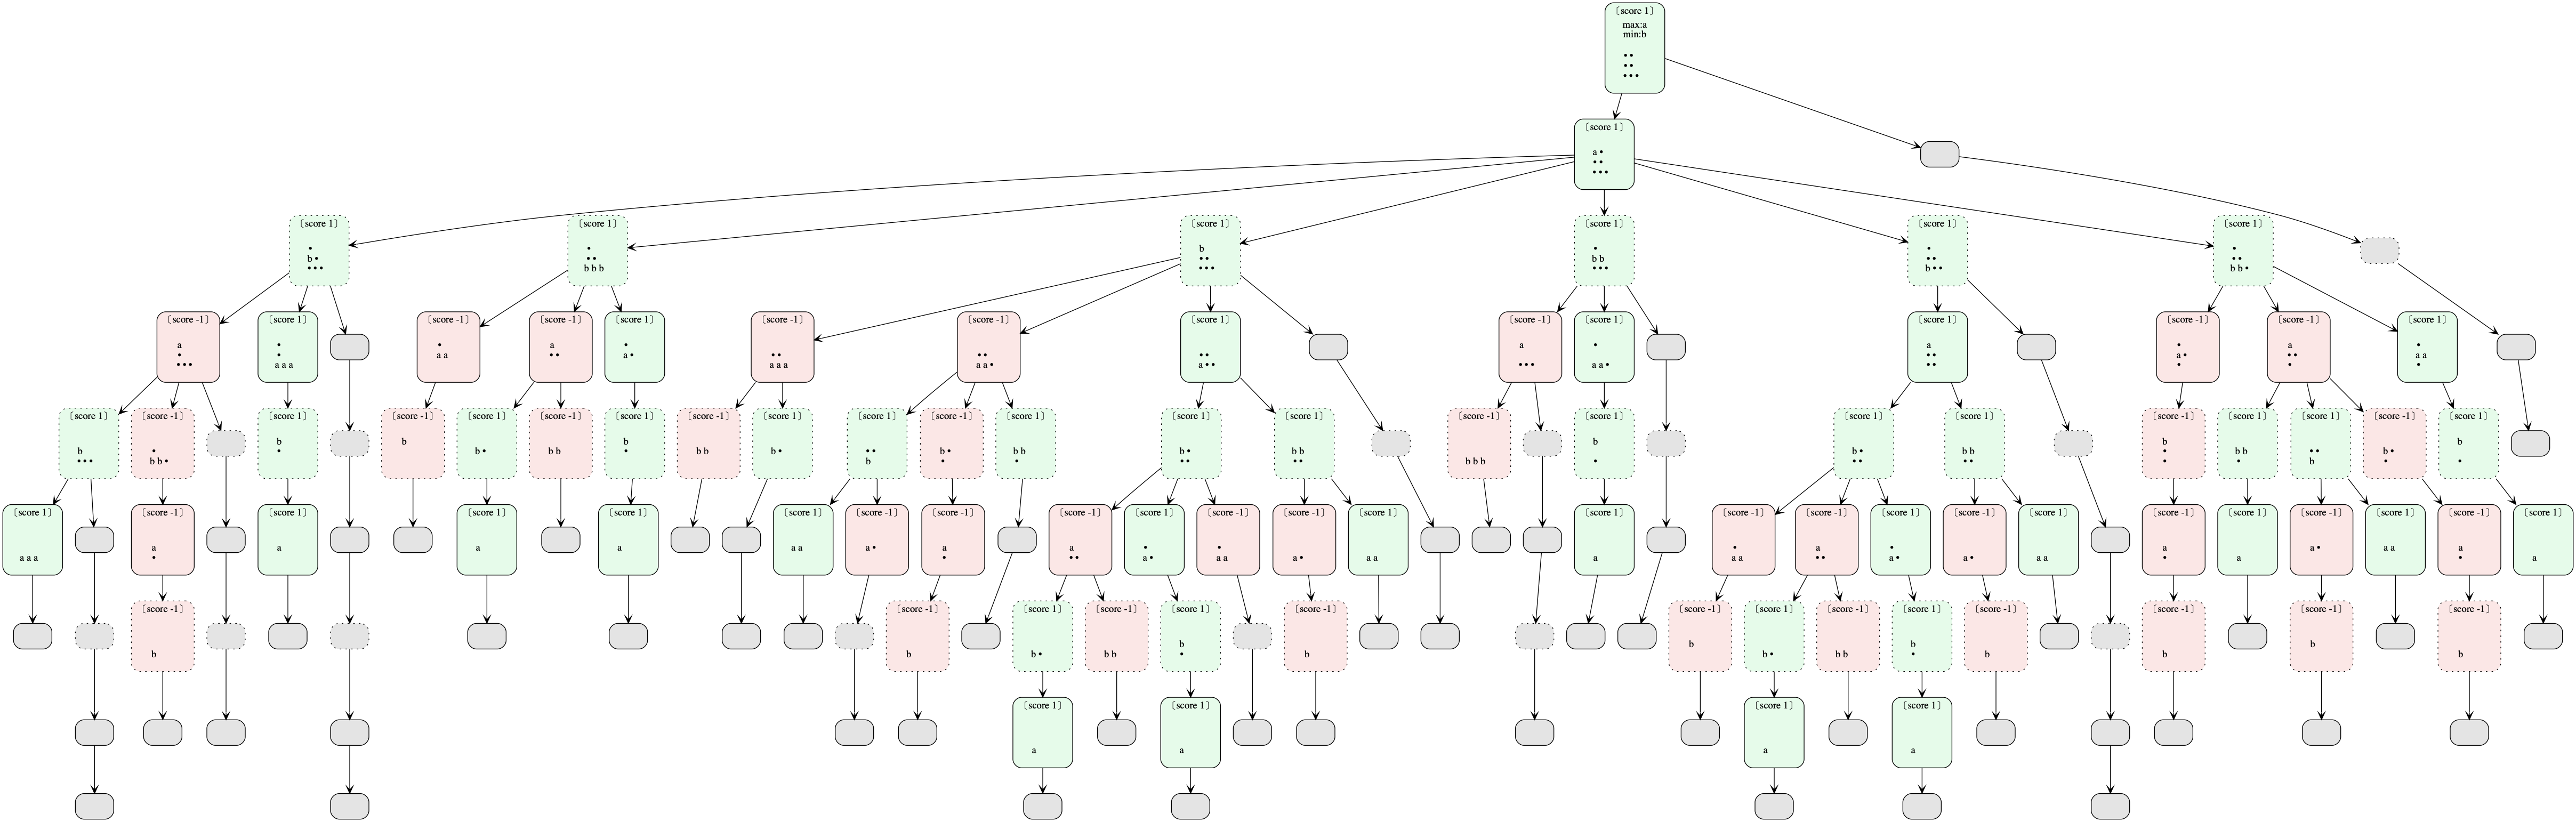 〔score 1〕
max:a
min:b
••
••
•••
〔score 1〕
a •
••
•••
〔score 1〕
•
b •
•••
〔score 1〕
•
••
b b b
〔score 1〕
b
••
•••
〔score 1〕
•
b b
•••
〔score 1〕
•
••
b ••
〔score 1〕
•
••
b b •
〔score -1〕
a
•
•••
〔score 1〕
•
•
a a a
〔score -1〕
•
a a
〔score -1〕
a
••
〔score 1〕
•
a •
〔score -1〕
••
a a a
〔score -1〕
••
a a •
〔score 1〕
••
a ••
〔score -1〕
a
•••
〔score 1〕
•
a a •
〔score 1〕
a
••
••
〔score -1〕
•
a •
•
〔score -1〕
a
••
•
〔score 1〕
•
a a
•
〔score 1〕
b
•••
〔score -1〕
•
b b •
〔score 1〕
b
•
〔score -1〕
b
〔score 1〕
b •
〔score -1〕
b b
〔score 1〕
b
•
〔score -1〕
b b
〔score 1〕
b •
〔score 1〕
••
b
〔score -1〕
b •
•
〔score 1〕
b b
•
〔score 1〕
b •
••
〔score 1〕
b b
••
〔score -1〕
b b b
〔score 1〕
b
•
〔score 1〕
b •
••
〔score 1〕
b b
••
〔score -1〕
b
•
•
〔score 1〕
b b
•
〔score 1〕
••
b
〔score -1〕
b •
•
〔score 1〕
b
•
〔score 1〕
a a a
〔score -1〕
a
•
〔score 1〕
a
〔score 1〕
a
〔score 1〕
a
〔score 1〕
a a
〔score -1〕
a •
〔score -1〕
a
•
〔score -1〕
a
••
〔score 1〕
•
a •
〔score -1〕
•
a a
〔score -1〕
a •
〔score 1〕
a a
〔score 1〕
a
〔score -1〕
•
a a
〔score -1〕
a
••
〔score 1〕
•
a •
〔score -1〕
a •
〔score 1〕
a a
〔score -1〕
a
•
〔score 1〕
a
〔score -1〕
a •
〔score 1〕
a a
〔score -1〕
a
•
〔score 1〕
a
〔score -1〕
b
〔score -1〕
b
〔score 1〕
b •
〔score -1〕
b b
〔score 1〕
b
•
〔score -1〕
b
〔score -1〕
b
〔score 1〕
b •
〔score -1〕
b b
〔score 1〕
b
•
〔score -1〕
b
〔score -1〕
b
〔score -1〕
b
〔score -1〕
b
〔score 1〕
a
〔score 1〕
a
〔score 1〕
a
〔score 1〕
a